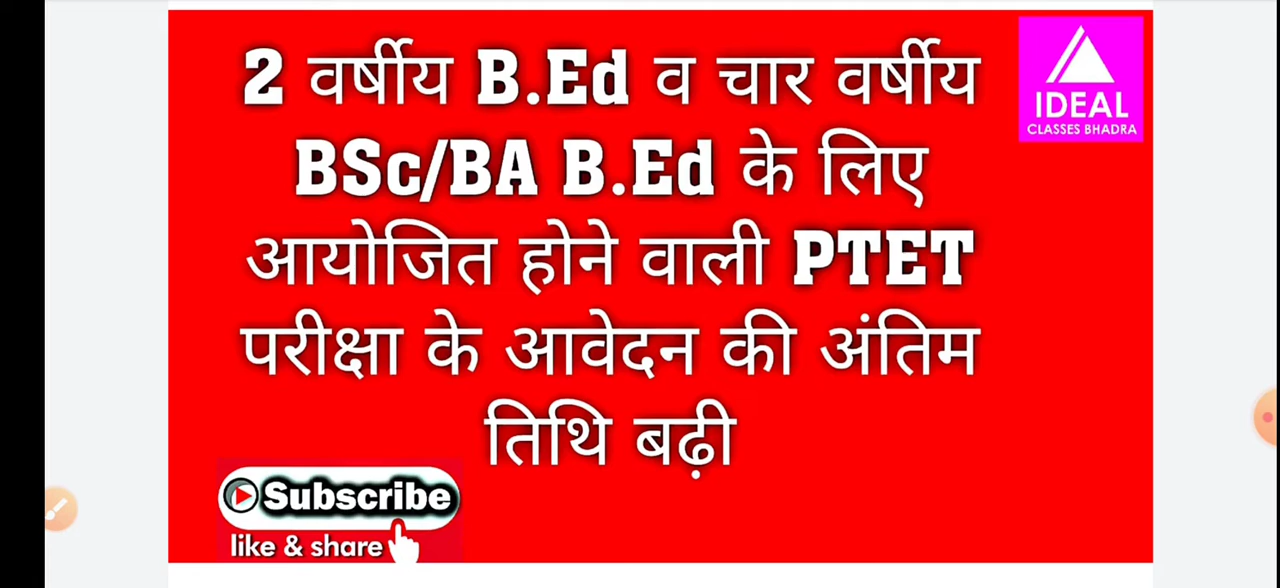 2 वर्षीय B.Ed व चार वर्षीय
BSc/BA B.Ed के लिए
आयोजित होने वाली PTET
परीक्षा के आवेदन की अंतिम
तिथि बढ़ी
IDEAL
CLASSES BHADRA
Subscribe
like & share